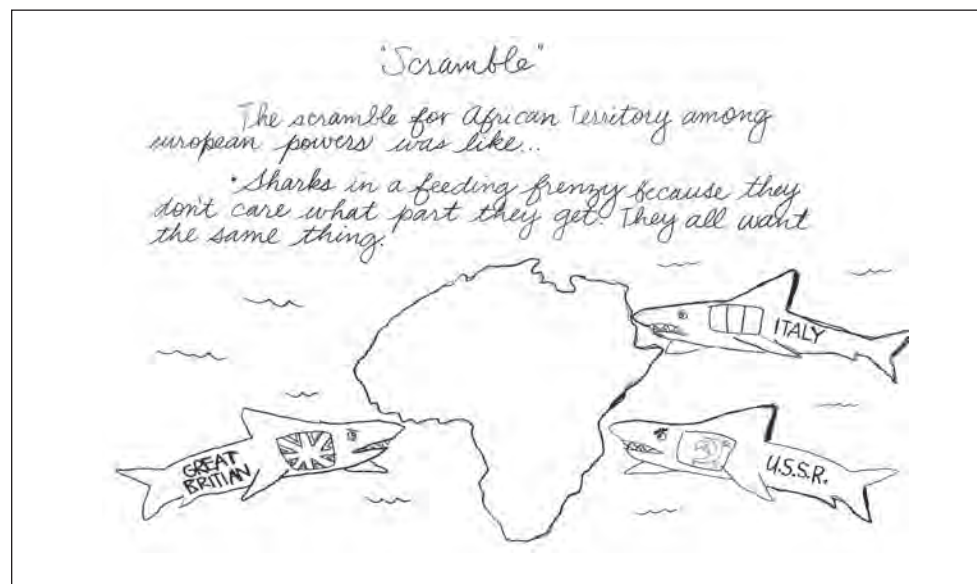 "Scramble"
The scramble for African Territory among
european powers was like...
• Sharks in a feeding frenzy because they
don't care what part they get. They all want
the same thing.
ITALY
GREAT
BRITIAN
U.S.S.R.